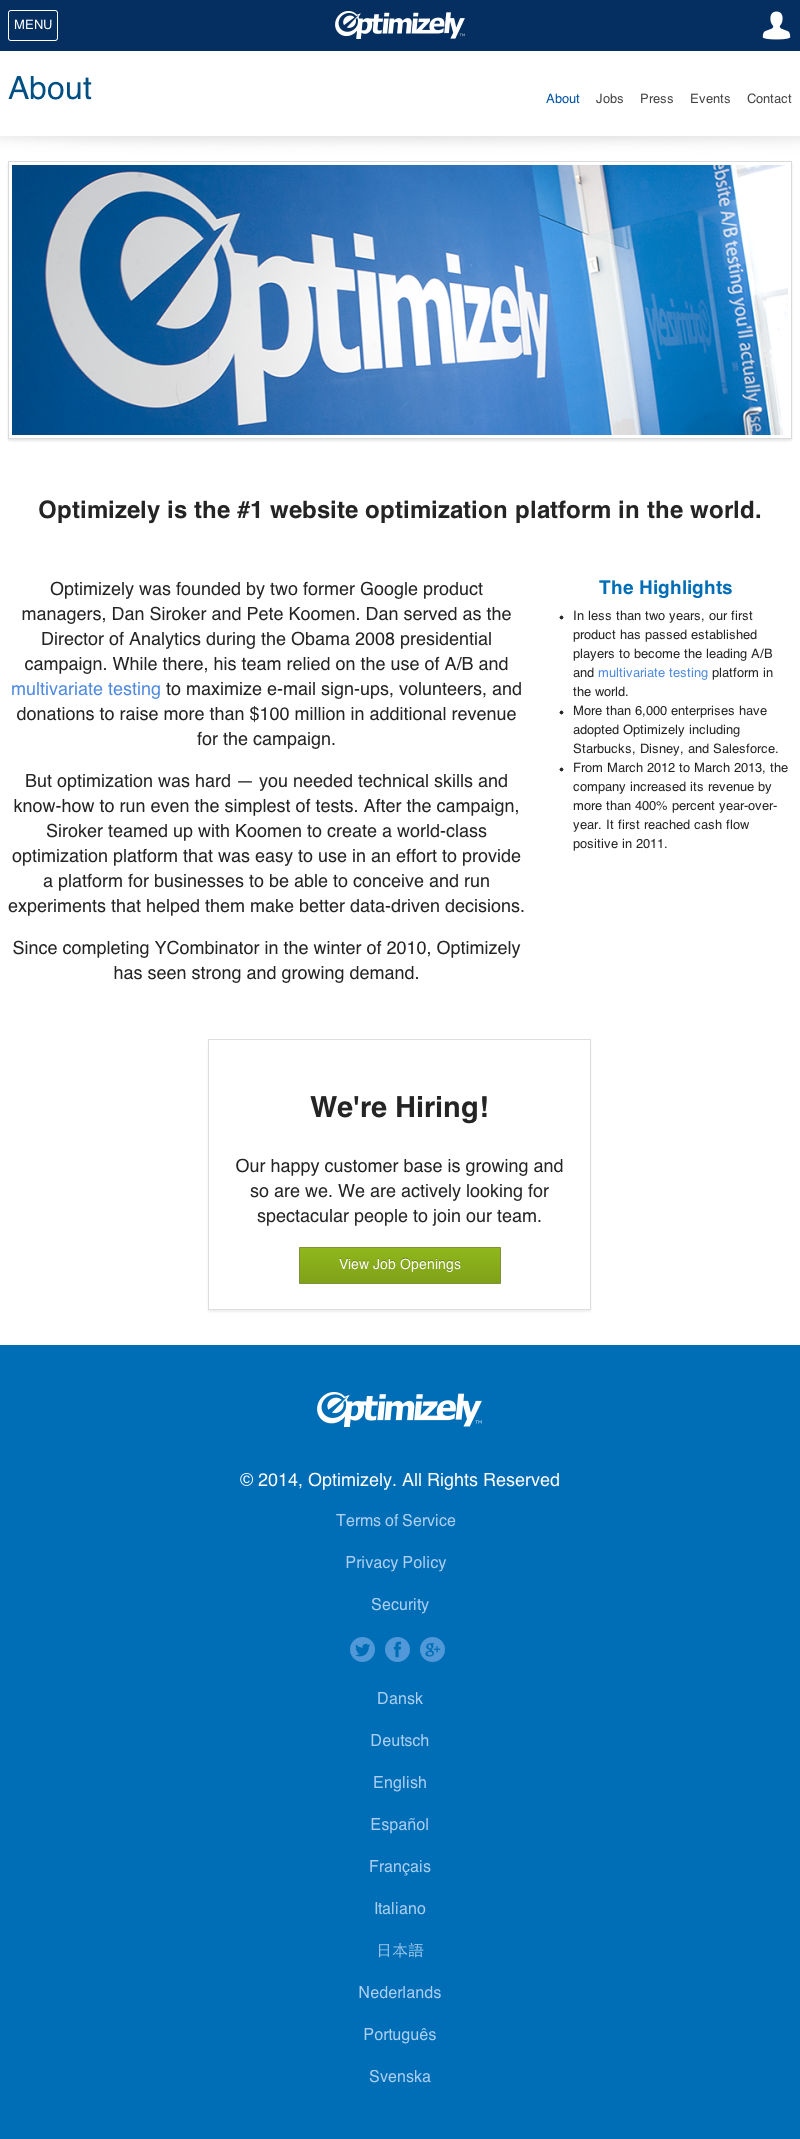 MENU
Optimizely
About
About Jobs Press Events Contact
Optimizely
Optimizely
ebsite A/B testing you'll actually use
Optimizely is the #1 website optimization platform in the world.
Optimizely was founded by two former Google product
managers, Dan Siroker and Pete Koomen. Dan served as the
Director of Analytics during the Obama 2008 presidential
campaign. While there, his team relied on the use of A/B and
multivariate testing to maximize e-mail sign-ups, volunteers, and
donations to raise more than $100 million in additional revenue
for the campaign.
But optimization was hard — you needed technical skills and
know-how to run even the simplest of tests. After the campaign,
Siroker teamed up with Koomen to create a world-class
optimization platform that was easy to use in an effort to provide
a platform for businesses to be able to conceive and run
experiments that helped them make better data-driven decisions.
Since completing YCombinator in the winter of 2010, Optimizely
has seen strong and growing demand.
The Highlights
• In less than two years, our first
product has passed established
players to become the leading A/B
and multivariate testing platform in
the world.
• More than 6,000 enterprises have
adopted Optimizely including
Starbucks, Disney, and Salesforce.
• From March 2012 to March 2013, the
company increased its revenue by
more than 400% percent year-over-
year. It first reached cash flow
positive in 2011.
We're Hiring!
Our happy customer base is growing and
so are we. We are actively looking for
spectacular people to join our team.
View Job Openings
Optimizely
© 2014, Optimizely. All Rights Reserved
Terms of Service
Privacy Policy
Security
Dansk
Deutsch
English
Español
Français
Italiano
日本語
Nederlands
Português
Svenska